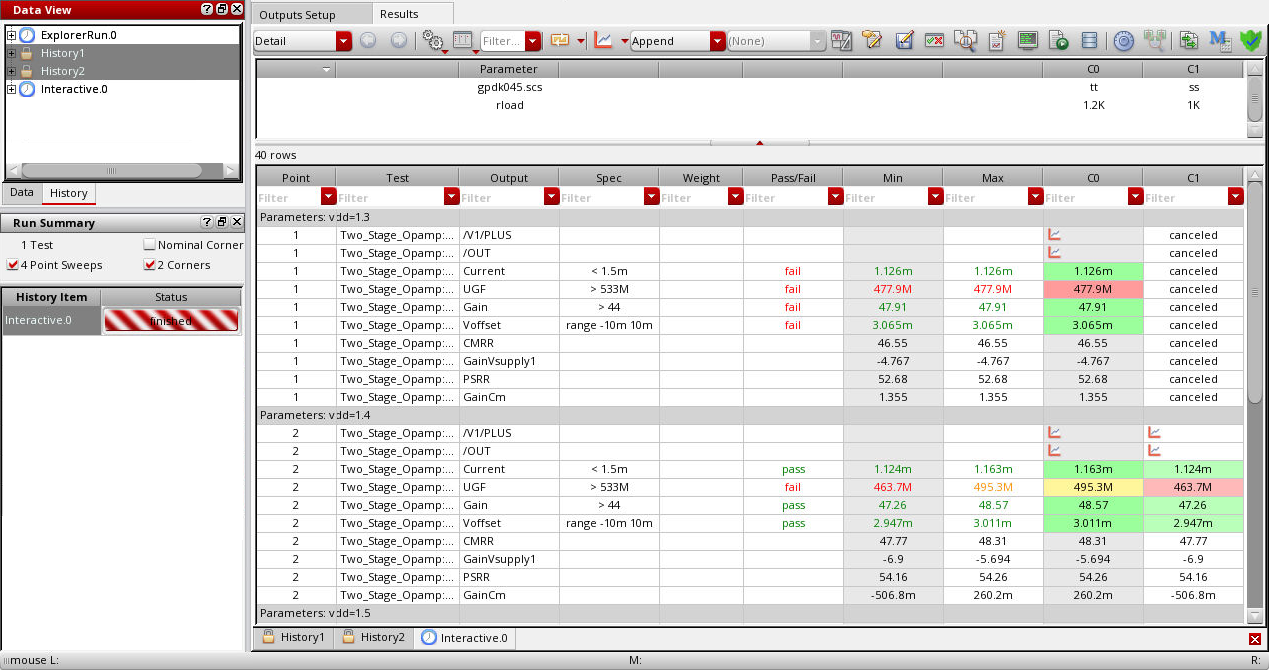 Data View
ExplorerRun.0
History1
History2
Interactive.0
Data History
Run Summary
1 Test Nominal Corner
4 Point Sweeps 2 Corners
History Item Status
Interactive.0 finished
Outputs Setup Results
Detail Filter... Append (None)
Parameter C0 C1
gpdk045.scs tt ss
rload 1.2K 1K
40 rows
Point Test Output Spec Weight Pass/Fail Min Max C0 C1
Filter Filter Filter Filter Filter Filter Filter Filter Filter Filter
Parameters: vdd=1.3
1 Two_Stage_Opamp:... /V1/PLUS canceled
1 Two_Stage_Opamp:... /OUT canceled
1 Two_Stage_Opamp:... Current < 1.5m fail 1.126m 1.126m 1.126m canceled
1 Two_Stage_Opamp:... UGF > 533M fail 477.9M 477.9M 477.9M canceled
1 Two_Stage_Opamp:... Gain > 44 fail 47.91 47.91 47.91 canceled
1 Two_Stage_Opamp:... Voffset range -10m 10m fail 3.065m 3.065m 3.065m canceled
1 Two_Stage_Opamp:... CMRR 46.55 46.55 46.55 canceled
1 Two_Stage_Opamp:... GainVsupply1 -4.767 -4.767 -4.767 canceled
1 Two_Stage_Opamp:... PSRR 52.68 52.68 52.68 canceled
1 Two_Stage_Opamp:... GainCm 1.355 1.355 1.355 canceled
Parameters: vdd=1.4
2 Two_Stage_Opamp:... /V1/PLUS
2 Two_Stage_Opamp:... /OUT
2 Two_Stage_Opamp:... Current < 1.5m pass 1.124m 1.163m 1.163m 1.124m
2 Two_Stage_Opamp:... UGF > 533M fail 463.7M 495.3M 495.3M 463.7M
2 Two_Stage_Opamp:... Gain > 44 pass 47.26 48.57 48.57 47.26
2 Two_Stage_Opamp:... Voffset range -10m 10m pass 2.947m 3.011m 3.011m 2.947m
2 Two_Stage_Opamp:... CMRR 47.77 48.31 48.31 47.77
2 Two_Stage_Opamp:... GainVsupply1 -6.9 -5.694 -5.694 -6.9
2 Two_Stage_Opamp:... PSRR 54.16 54.26 54.26 54.16
2 Two_Stage_Opamp:... GainCm -506.8m 260.2m 260.2m -506.8m
Parameters: vdd=1.5
History1 History2 Interactive.0
mouse L: M: R: